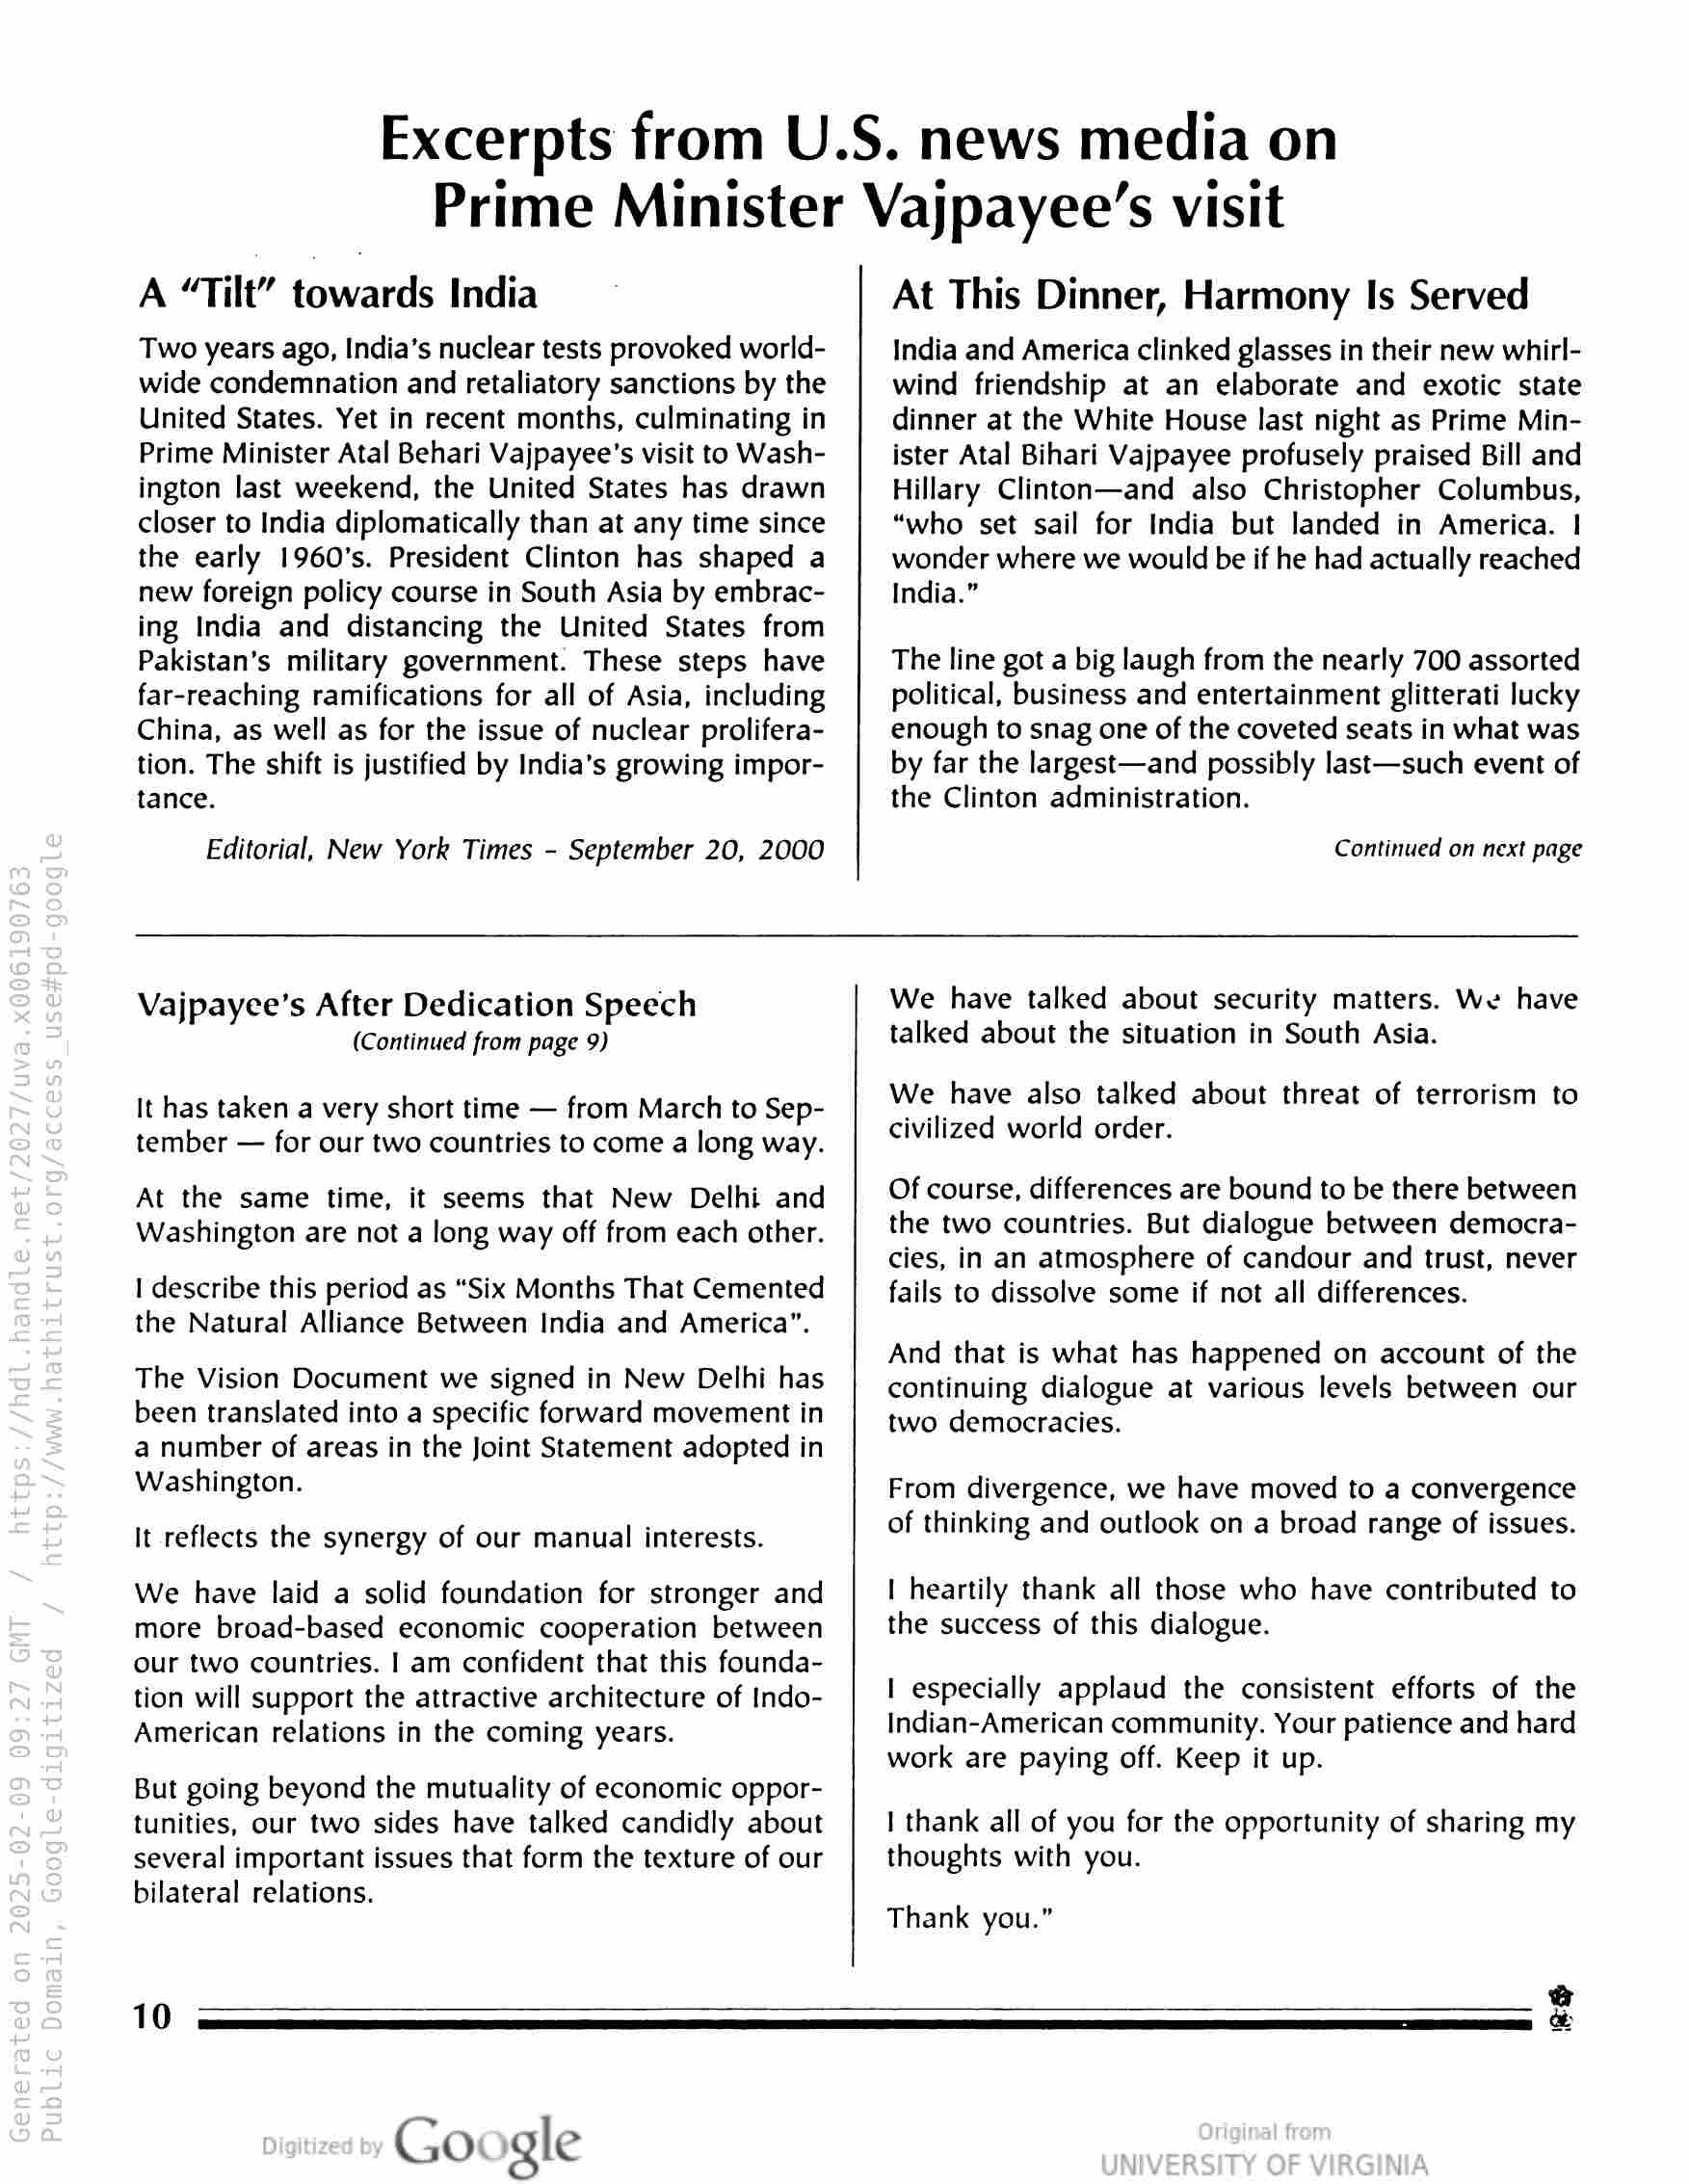 Excerpts from U.S. news media on
Prime Minister Vajpayee's visit
A "Tilt" towards India
Two years ago, India's nuclear tests provoked world-
wide condemnation and retaliatory sanctions by the
United States. Yet in recent months, culminating in
Prime Minister Atal Behari Vajpayee's visit to Wash-
ington last weekend, the United States has drawn
closer to India diplomatically than at any time since
the early 1960's. President Clinton has shaped a
new foreign policy course in South Asia by embrac-
ing India and distancing the United States from
Pakistan's military government. These steps have
far-reaching ramifications for all of Asia, including
China, as well as for the issue of nuclear prolifera-
tion. The shift is justified by India's growing impor-
tance.
Editorial, New York Times - September 20, 2000
At This Dinner, Harmony Is Served
India and America clinked glasses in their new whirl-
wind friendship at an elaborate and exotic state
dinner at the White House last night as Prime Min-
ister Atal Bihari Vajpayee profusely praised Bill and
Hillary Clinton—and also Christopher Columbus,
"who set sail for India but landed in America. I
wonder where we would be if he had actually reached
India."
The line got a big laugh from the nearly 700 assorted
political, business and entertainment glitterati lucky
enough to snag one of the coveted seats in what was
by far the largest—and possibly last—such event of
the Clinton administration.
Continued on next page
Vajpayee's After Dedication Speech
(Continued from page 9)
It has taken a very short time — from March to Sep-
tember — for our two countries to come a long way.
At the same time, it seems that New Delhi and
Washington are not a long way off from each other.
I describe this period as "Six Months That Cemented
the Natural Alliance Between India and America".
The Vision Document we signed in New Delhi has
been translated into a specific forward movement in
a number of areas in the Joint Statement adopted in
Washington.
It reflects the synergy of our manual interests.
We have laid a solid foundation for stronger and
more broad-based economic cooperation between
our two countries. I am confident that this founda-
tion will support the attractive architecture of Indo-
American relations in the coming years.
But going beyond the mutuality of economic oppor-
tunities, our two sides have talked candidly about
several important issues that form the texture of our
bilateral relations.
We have talked about security matters. We have
talked about the situation in South Asia.
We have also talked about threat of terrorism to
civilized world order.
Of course, differences are bound to be there between
the two countries. But dialogue between democra-
cies, in an atmosphere of candour and trust, never
fails to dissolve some if not all differences.
And that is what has happened on account of the
continuing dialogue at various levels between our
two democracies.
From divergence, we have moved to a convergence
of thinking and outlook on a broad range of issues.
I heartily thank all those who have contributed to
the success of this dialogue.
I especially applaud the consistent efforts of the
Indian-American community. Your patience and hard
work are paying off. Keep it up.
I thank all of you for the opportunity of sharing my
thoughts with you.
Thank you."
10
Generated on 2025-02-09 09:27 GMT / https://hdl.handle.net/2027/uva.x006190763
Public Domain, Google-digitized / http://www.hathitrust.org/access_use#pd-google
Digitized by Google
Original from
UNIVERSITY OF VIRGINIA